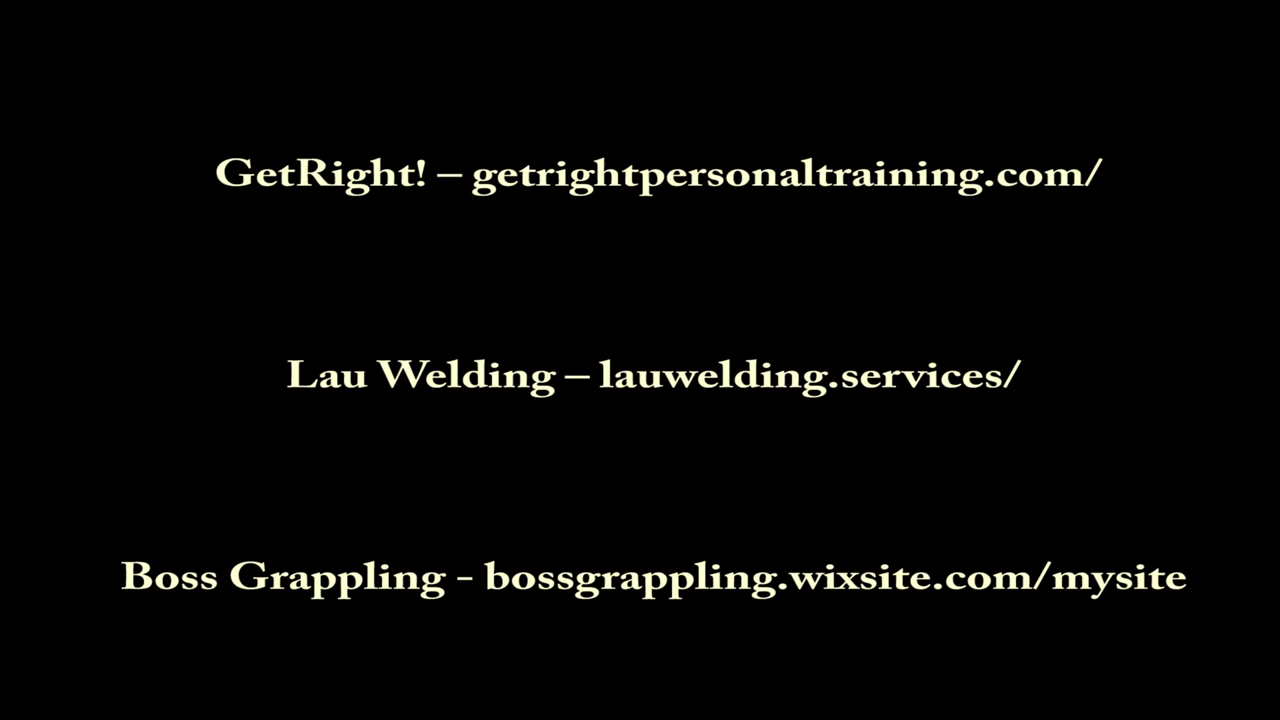 GetRight! – getrightpersonaltraining.com/
Lau Welding – lauwelding.services/
Boss Grappling - bossgrappling.wixsite.com/mysite